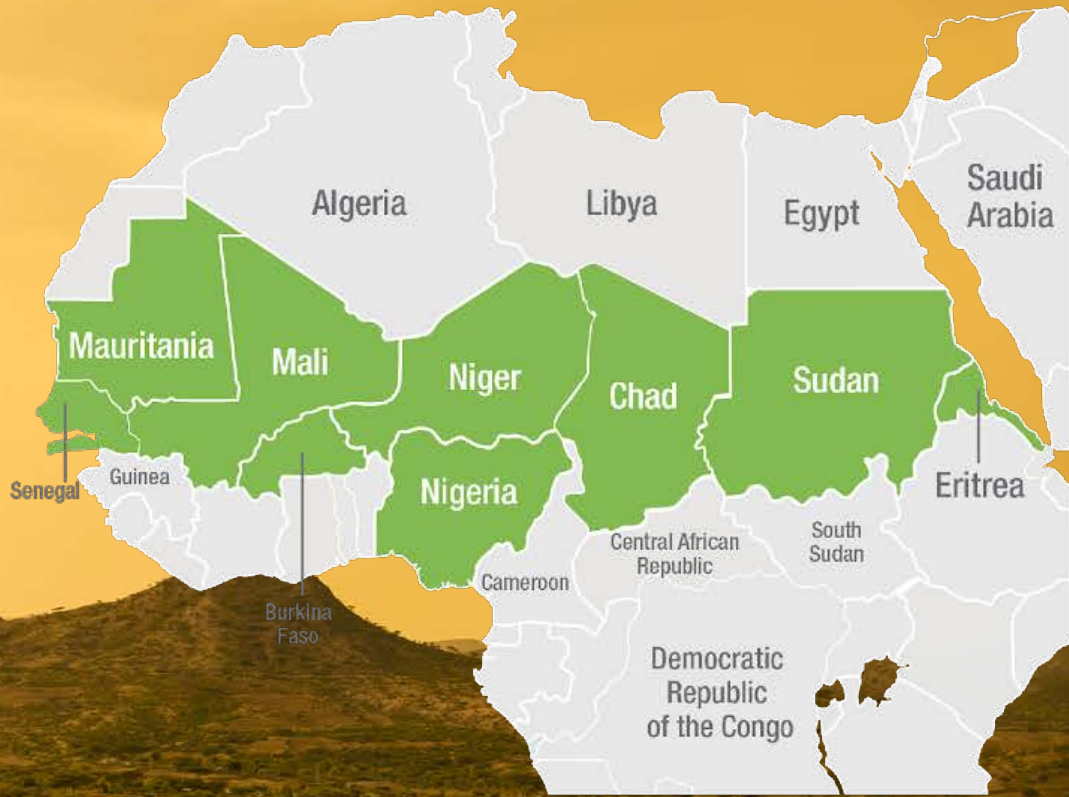 Algeria
Libya
Egypt
Saudi
Arabia
Mauritania
Mali
Niger
Chad
Sudan
Senegal
Guinea
Nigeria
Eritrea
Burkina
Faso
Cameroon
Central African
Republic
South
Sudan
Democratic
Republic
of the Congo